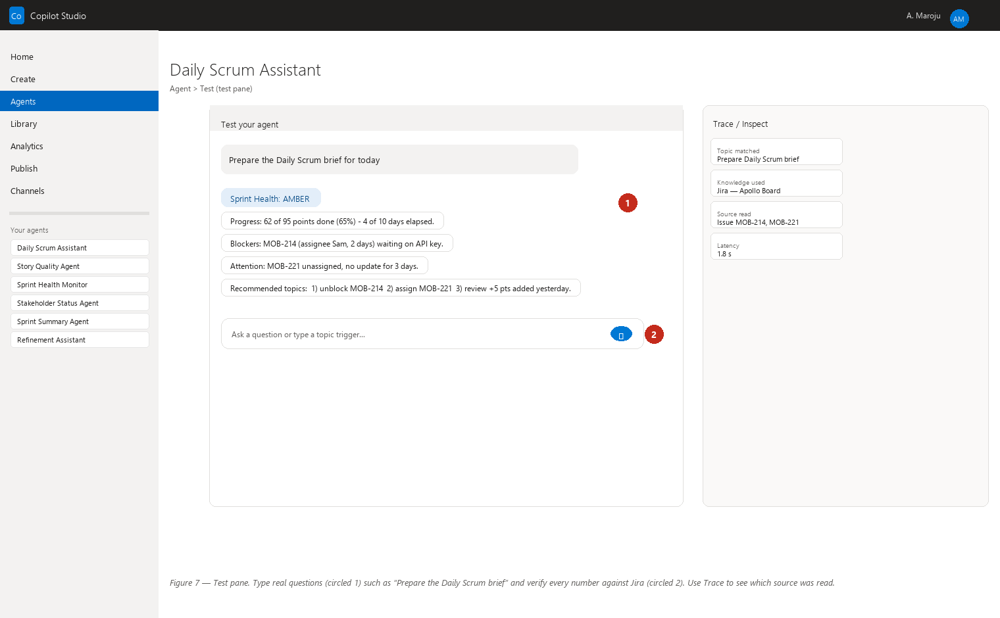 Co Copilot Studio
A. Maroju AM
Home
Create
Agents
Library
Analytics
Publish
Channels
Your agents
Daily Scrum Assistant
Story Quality Agent
Sprint Health Monitor
Stakeholder Status Agent
Sprint Summary Agent
Refinement Assistant
Daily Scrum Assistant
Agent > Test (test pane)
Test your agent
Prepare the Daily Scrum brief for today
Sprint Health: AMBER
1
Progress: 62 of 95 points done (65%) - 4 of 10 days elapsed.
Blockers: MOB-214 (assignee Sam, 2 days) waiting on API key.
Attention: MOB-221 unassigned, no update for 3 days.
Recommended topics: 1) unblock MOB-214 2) assign MOB-221 3) review +5 pts added yesterday.
Ask a question or type a topic trigger...
2
Trace / Inspect
Topic matched
Prepare Daily Scrum brief
Knowledge used
Jira — Apollo Board
Source read
Issue MOB-214, MOB-221
Latency
1.8 s
Figure 7 — Test pane. Type real questions (circled 1) such as "Prepare the Daily Scrum brief" and verify every number against Jira (circled 2). Use Trace to see which source was read.